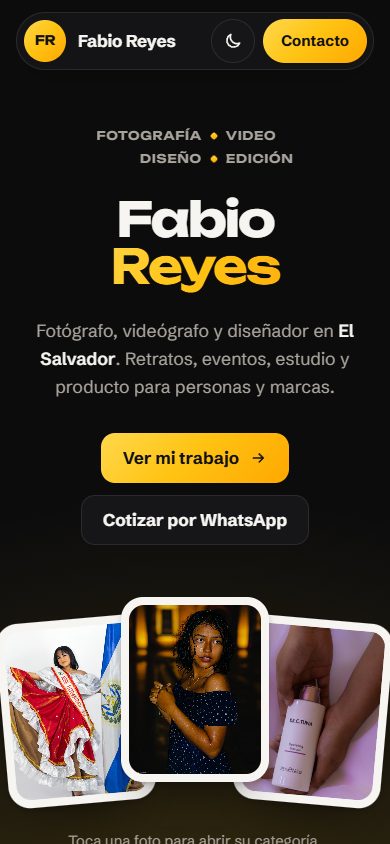 FR Fabio Reyes Contacto
FOTOGRAFÍA VIDEO
DISEÑO EDICIÓN
Fabio
Reyes
Fotógrafo, videógrafo y diseñador en El
Salvador. Retratos, eventos, estudio y
producto para personas y marcas.
Ver mi trabajo →
Cotizar por WhatsApp
Toca una foto para abrir su categoría